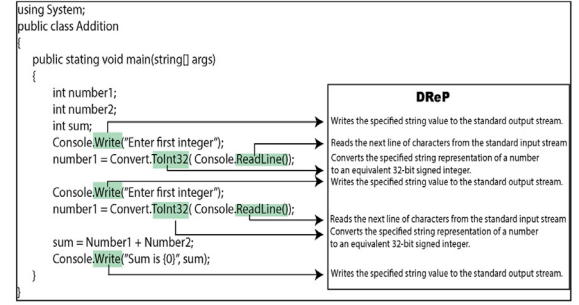 using System;
public class Addition
{
public stating void main(string[] args)
{
int number1;
int number2;
int sum;
Console.Write("Enter first integer");
number1 = Convert.ToInt32( Console.ReadLine());
Console.Write("Enter first integer");
number1 = Convert.ToInt32( Console.ReadLine());
sum = Number1 + Number2;
Console.Write("Sum is {0}", sum);
}
}
DReP
Writes the specified string value to the standard output stream.
Reads the next line of characters from the standard input stream
Converts the specified string representation of a number
to an equivalent 32-bit signed integer.
Writes the specified string value to the standard output stream.
Reads the next line of characters from the standard input stream
Converts the specified string representation of a number
to an equivalent 32-bit signed integer.
Writes the specified string value to the standard output stream.